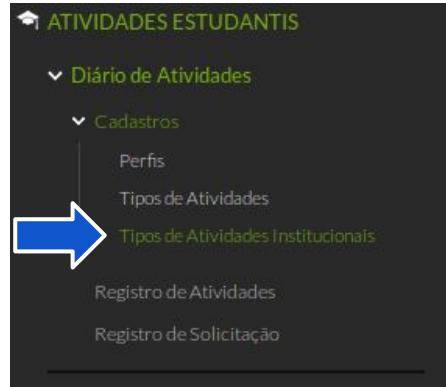 ATIVIDADES ESTUDANTIS
Diário de Atividades
Cadastros
Perfis
Tipos de Atividades
Tipos de Atividades Institucionais
Registro de Atividades
Registro de Solicitação